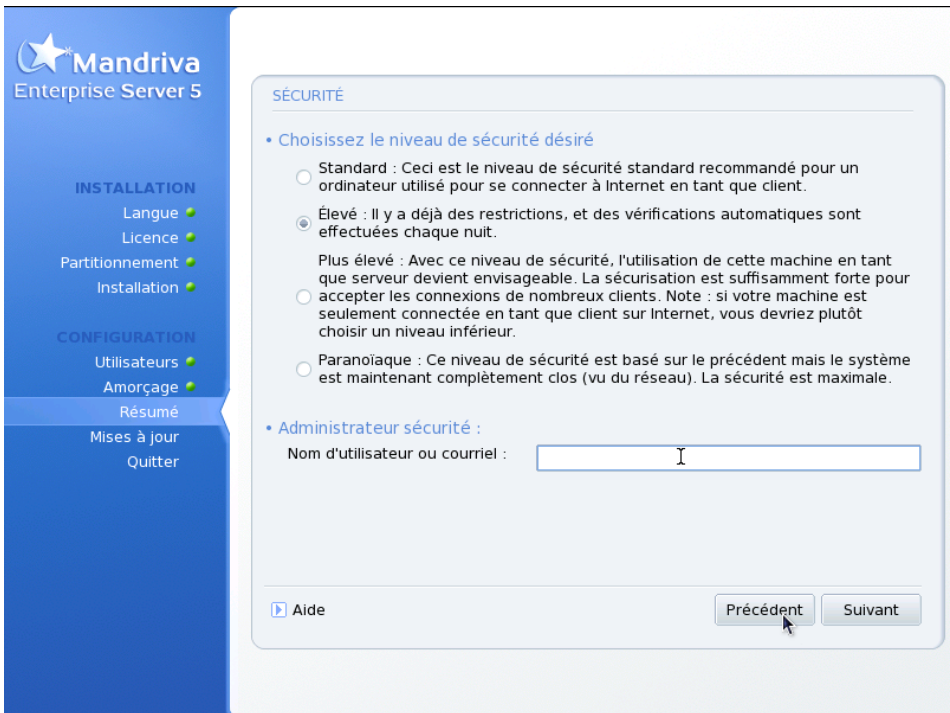 Mandriva
Enterprise Server 5
INSTALLATION
Langue
Licence
Partitionnement
Installation
CONFIGURATION
Utilisateurs
Amorçage
Résumé
Mises à jour
Quitter
SÉCURITÉ
• Choisissez le niveau de sécurité désiré
Standard : Ceci est le niveau de sécurité standard recommandé pour un
ordinateur utilisé pour se connecter à Internet en tant que client.
Élevé : Il y a déjà des restrictions, et des vérifications automatiques sont
effectuées chaque nuit.
Plus élevé : Avec ce niveau de sécurité, l'utilisation de cette machine en tant
que serveur devient envisageable. La sécurisation est suffisamment forte pour
accepter les connexions de nombreux clients. Note : si votre machine est
seulement connectée en tant que client sur Internet, vous devriez plutôt
choisir un niveau inférieur.
Paranoïaque : Ce niveau de sécurité est basé sur le précédent mais le système
est maintenant complètement clos (vu du réseau). La sécurité est maximale.
• Administrateur sécurité :
Nom d'utilisateur ou courriel :
Aide
Précédent
Suivant